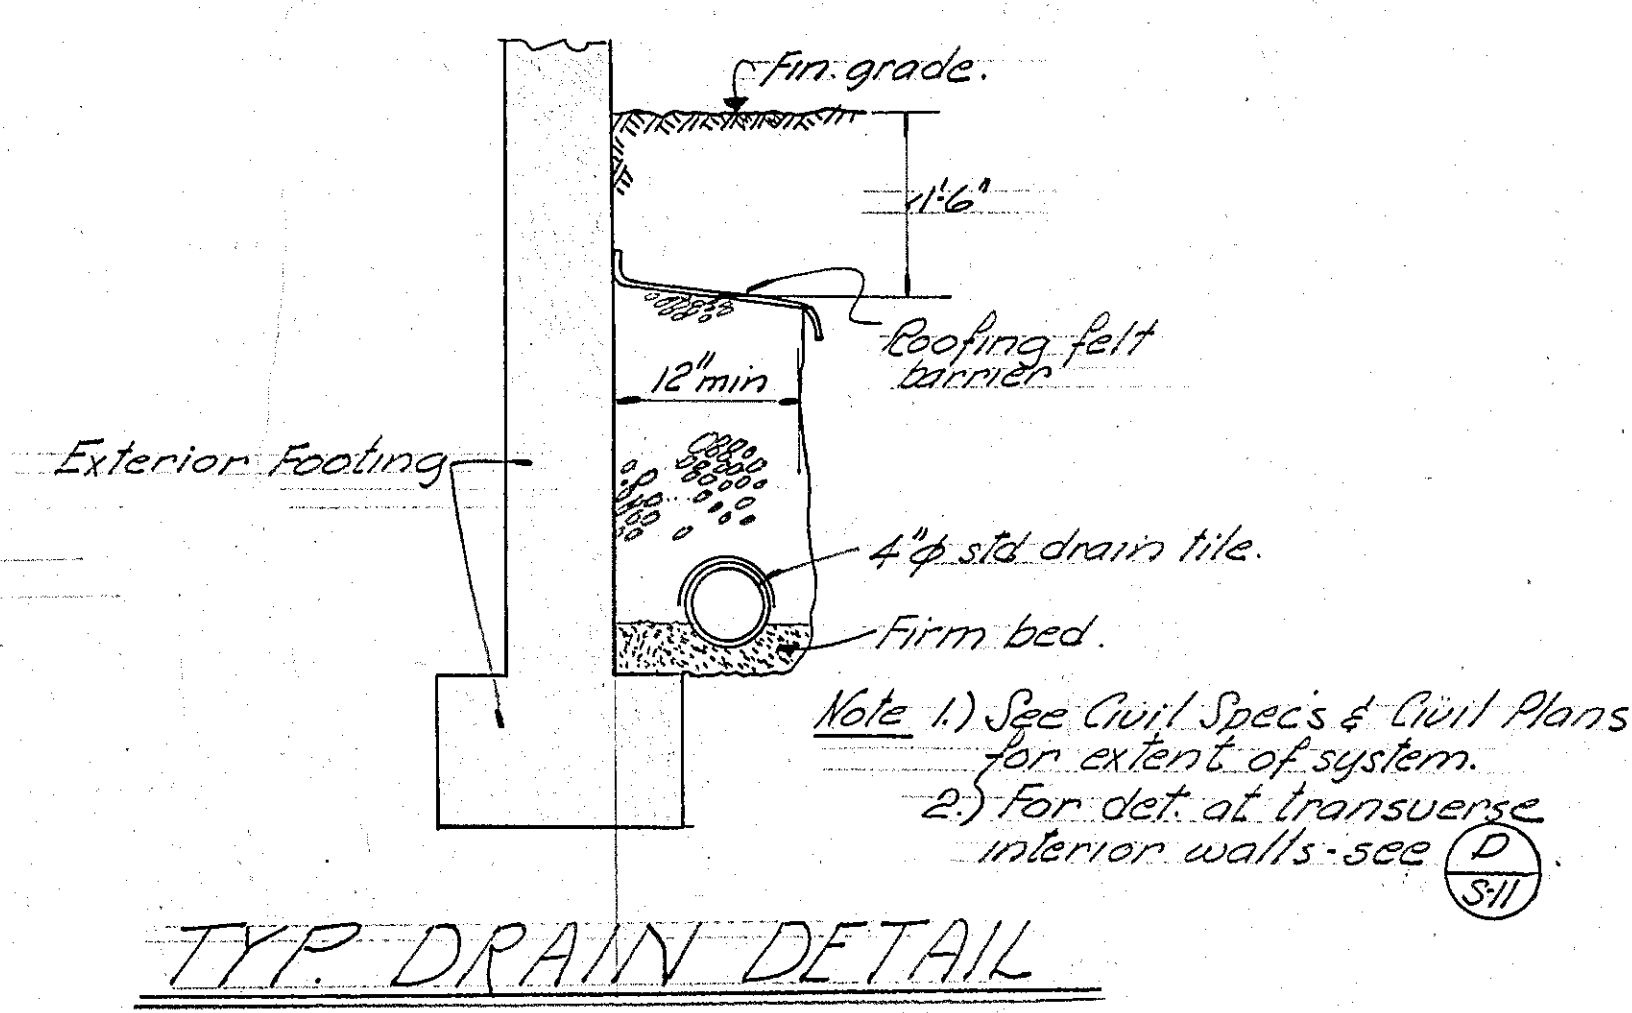 Fin. grade.
1'-6"
Roofing felt
barrier
12" min
Exterior Footing
4"ϕ std drain tile.
Firm bed.
Note 1.) See Civil Spec's & Civil Plans
for extent of system.
2.) For det. at transverse
interior walls - see D
S-11
TYP. DRAIN DETAIL